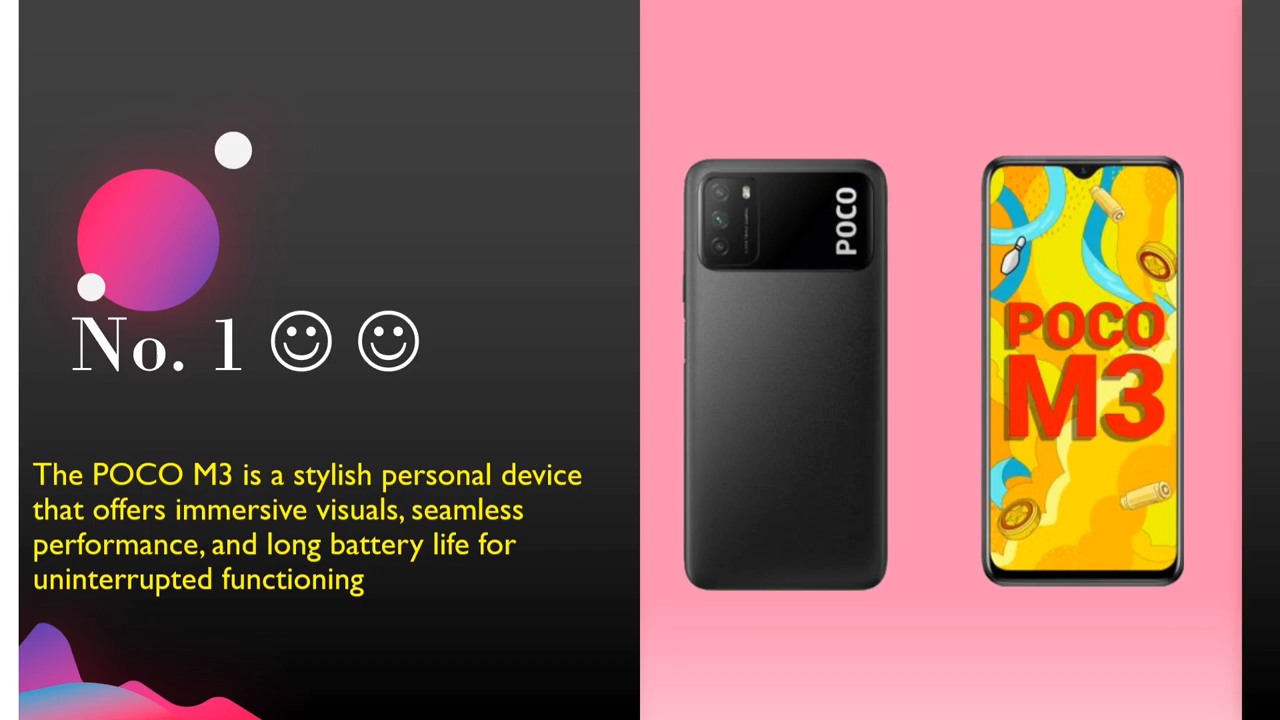 No. 1 ☺ ☺
The POCO M3 is a stylish personal device
that offers immersive visuals, seamless
performance, and long battery life for
uninterrupted functioning
POCO
POCO
M3